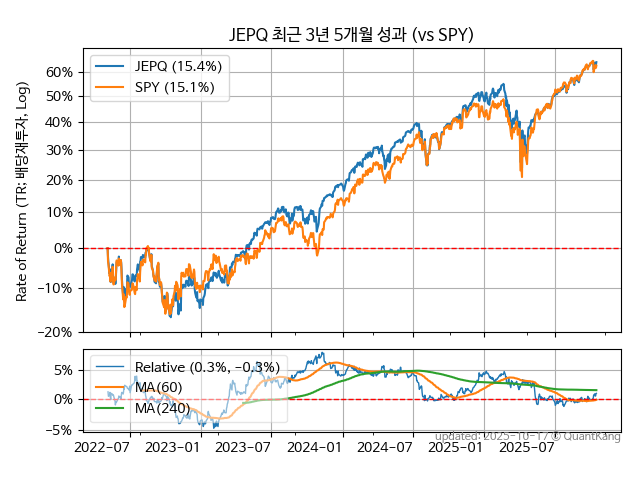 JEPQ 최근 3년 5개월 성과 (vs SPY)
Rate of Return (TR: 배당재투자, Log)
JEPQ (15.4%)
SPY (15.1%)
60%
50%
40%
30%
20%
10%
0%
−10%
−20%
Relative (0.3%, −0.3%)
MA(60)
MA(240)
5%
0%
−5%
2022-07 2023-01 2023-07 2024-01 2024-07 2025-01 2025-07
updated: 2025-10-17 © QuantKang